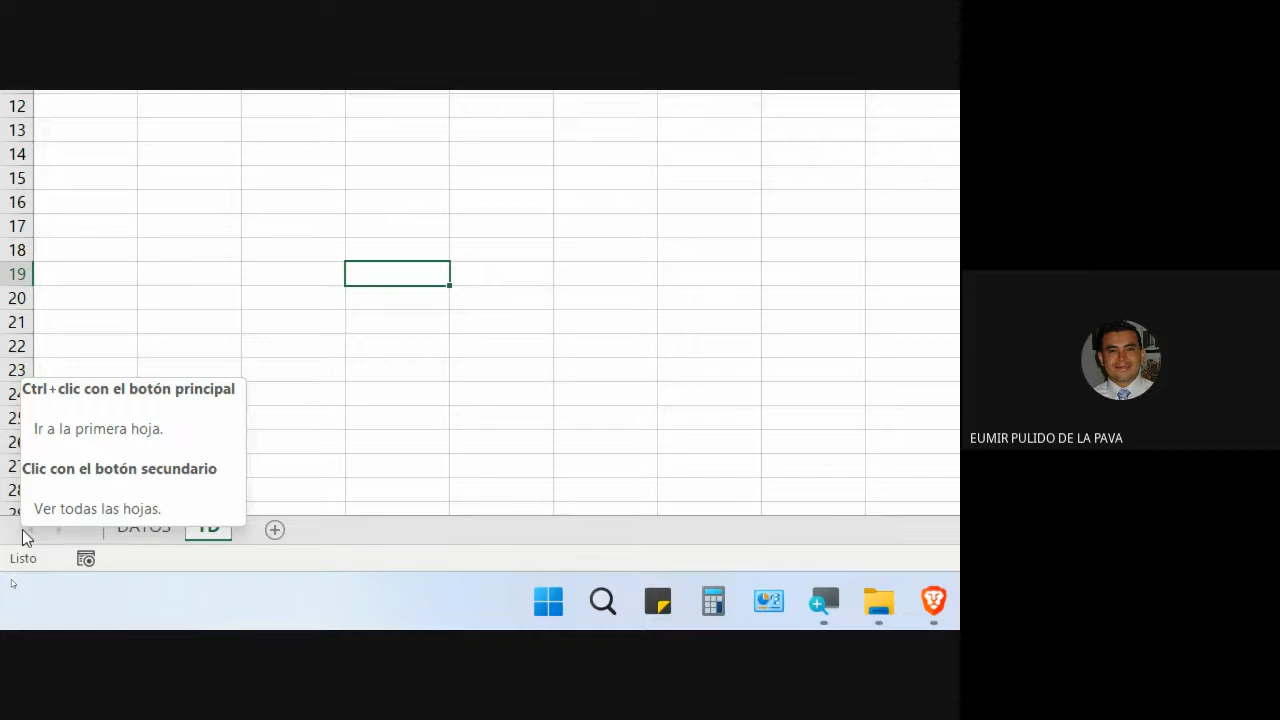 12
13
14
15
16
17
18
19
20
21
22
23
Ctrl+clic con el botón principal
Ir a la primera hoja.
Clic con el botón secundario
Ver todas las hojas.
DATOS TD
Listo
EUMIR PULIDO DE LA PAVA